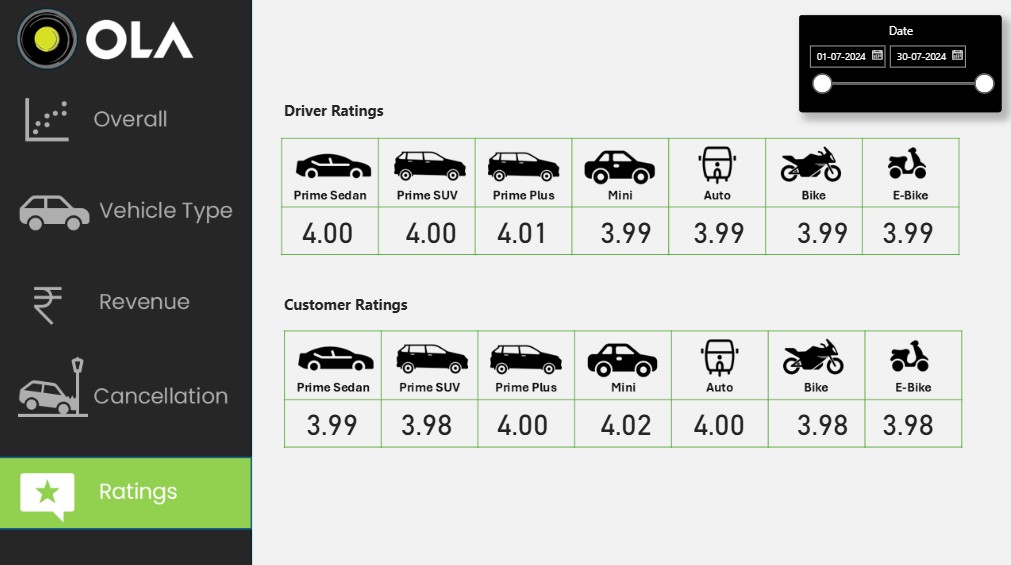 OLA
Overall
Vehicle Type
Revenue
Cancellation
Ratings
Date
01-07-2024 30-07-2024
Driver Ratings
Prime Sedan Prime SUV Prime Plus Mini Auto Bike E-Bike
4.00 4.00 4.01 3.99 3.99 3.99 3.99
Customer Ratings
Prime Sedan Prime SUV Prime Plus Mini Auto Bike E-Bike
3.99 3.98 4.00 4.02 4.00 3.98 3.98